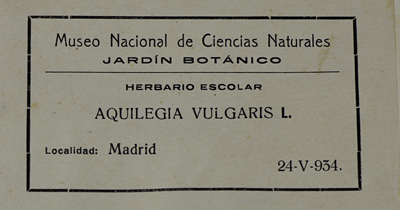 Museo Nacional de Ciencias Naturales
JARDÍN BOTÁNICO
HERBARIO ESCOLAR
AQUILEGIA VULGARIS L.
Localidad: Madrid
24-V-934.